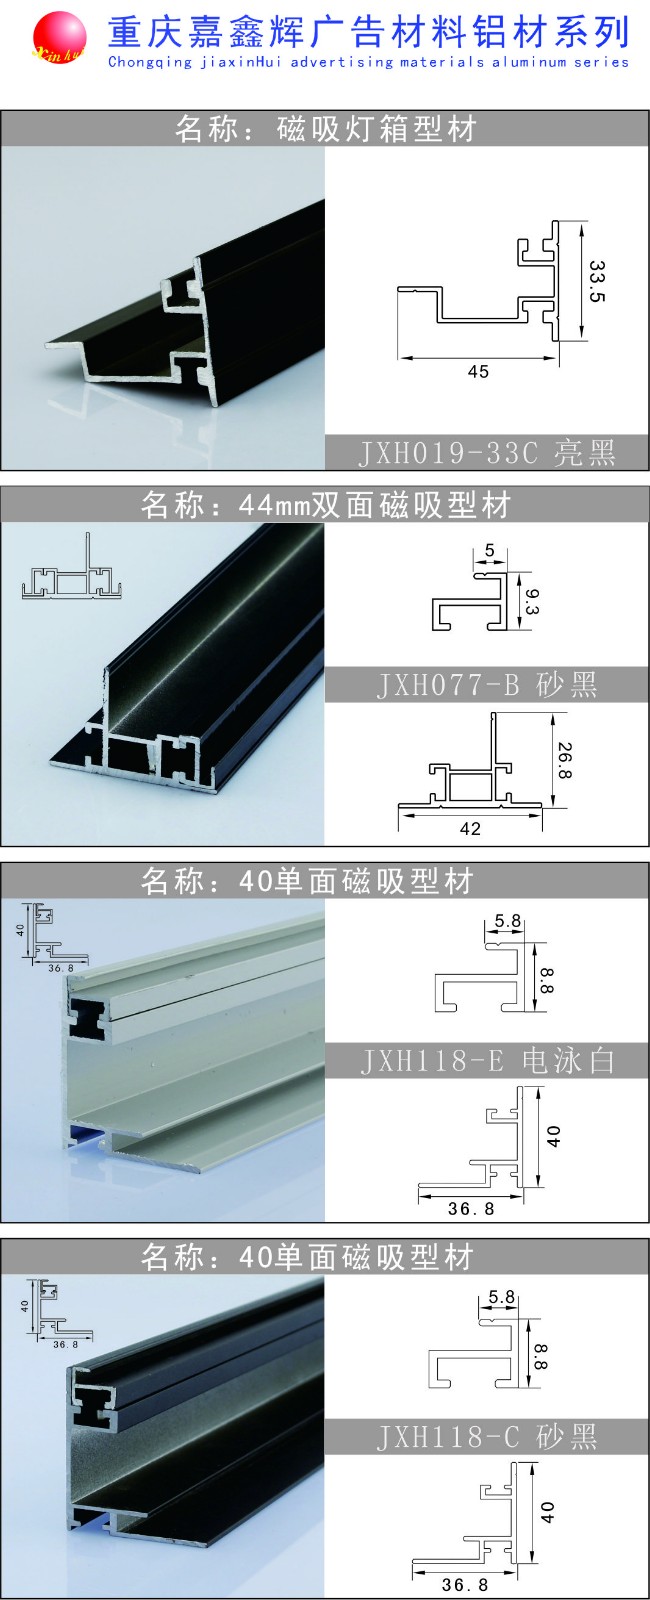 Xin hui
重庆嘉鑫辉广告材料铝材系列
Chongqing jiaxinHui advertising materials aluminum series
名称：磁吸灯箱型材
33.5
45
JXH019-33C 亮黑
名称：44mm双面磁吸型材
5
9.3
JXH077-B 砂黑
26.8
42
名称：40单面磁吸型材
40
36.8
5.8
8.8
JXH118-E 电泳白
40
36.8
名称：40单面磁吸型材
40
36.8
5.8
8.8
JXH118-C 砂黑
40
36.8